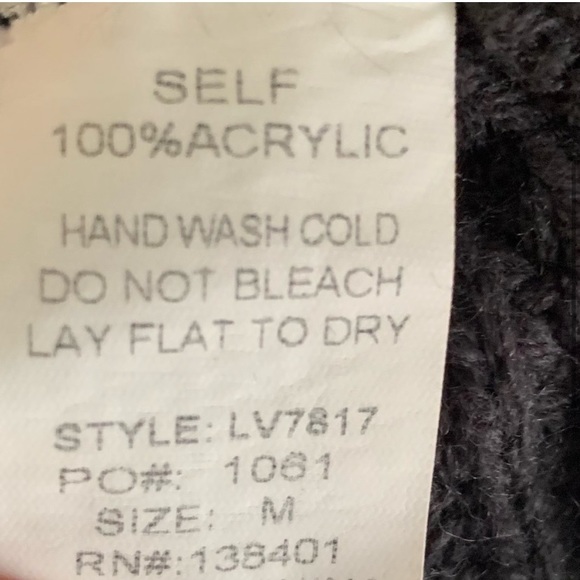 SELF
100%ACRYLIC
HAND WASH COLD
DO NOT BLEACH
LAY FLAT TO DRY
STYLE: LV7817
PO#: 1061
SIZE: M
RN#:138401